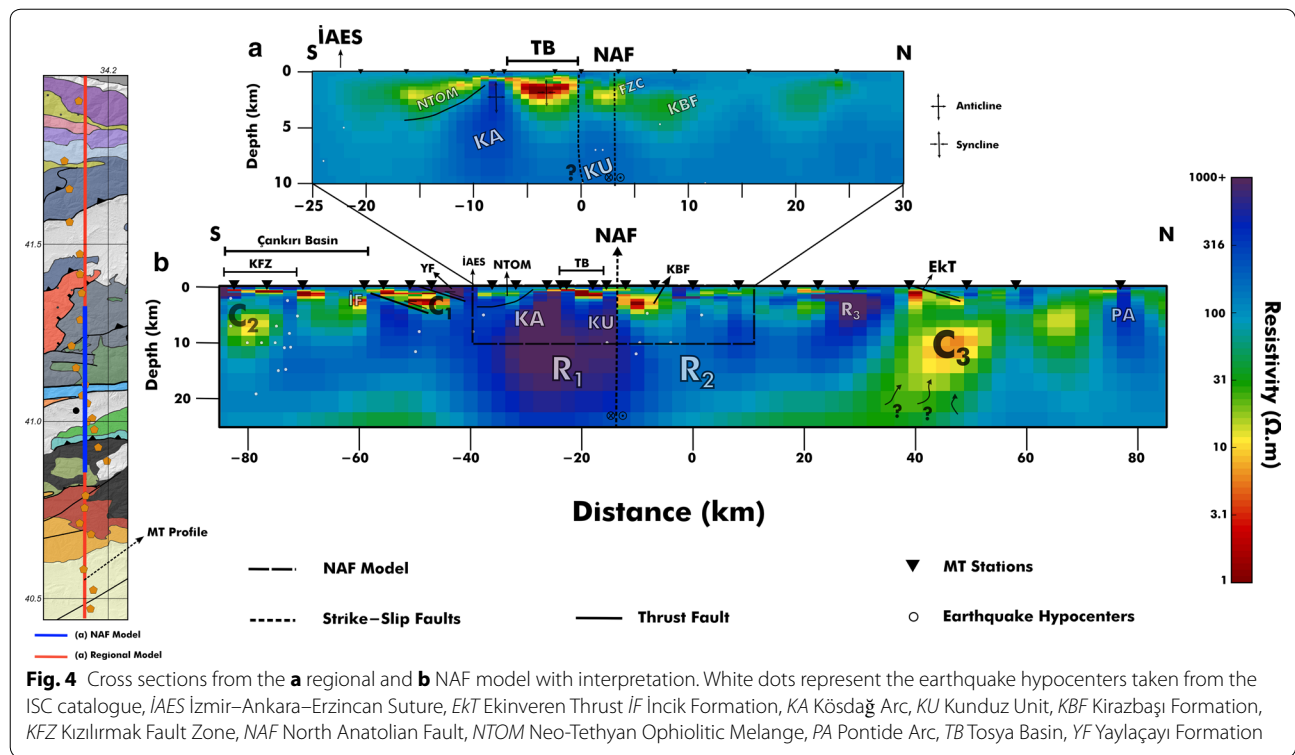 34.2
41.5
41.0
40.5
MT Profile
(a) NAF Model
(a) Regional Model
a
İAES
S
TB
NAF
N
Depth (km)
0
5
10
NTOM
KA
KU
?
FZC
KBF
−25
−20
−10
0
10
20
30
Anticline
Syncline
b
S
Çankırı Basin
KFZ
YF
İAES
NTOM
TB
NAF
KBF
EkT
N
Depth (km)
0
10
20
C2
İF
C1
KA
KU
R1
R2
R3
C3
PA
? ?
−80
−60
−40
−20
0
20
40
60
80
Distance (km)
1000+
316
100
31
10
3.1
1
Resistivity (Ω.m)
NAF Model
MT Stations
Strike−Slip Faults
Thrust Fault
Earthquake Hypocenters
Fig. 4 Cross sections from the a regional and b NAF model with interpretation. White dots represent the earthquake hypocenters taken from the
ISC catalogue, İAES İzmir–Ankara–Erzincan Suture, EkT Ekinveren Thrust İF İncik Formation, KA Kösdağ Arc, KU Kunduz Unit, KBF Kirazbaşı Formation,
KFZ Kızılırmak Fault Zone, NAF North Anatolian Fault, NTOM Neo-Tethyan Ophiolitic Melange, PA Pontide Arc, TB Tosya Basin, YF Yaylaçayı Formation